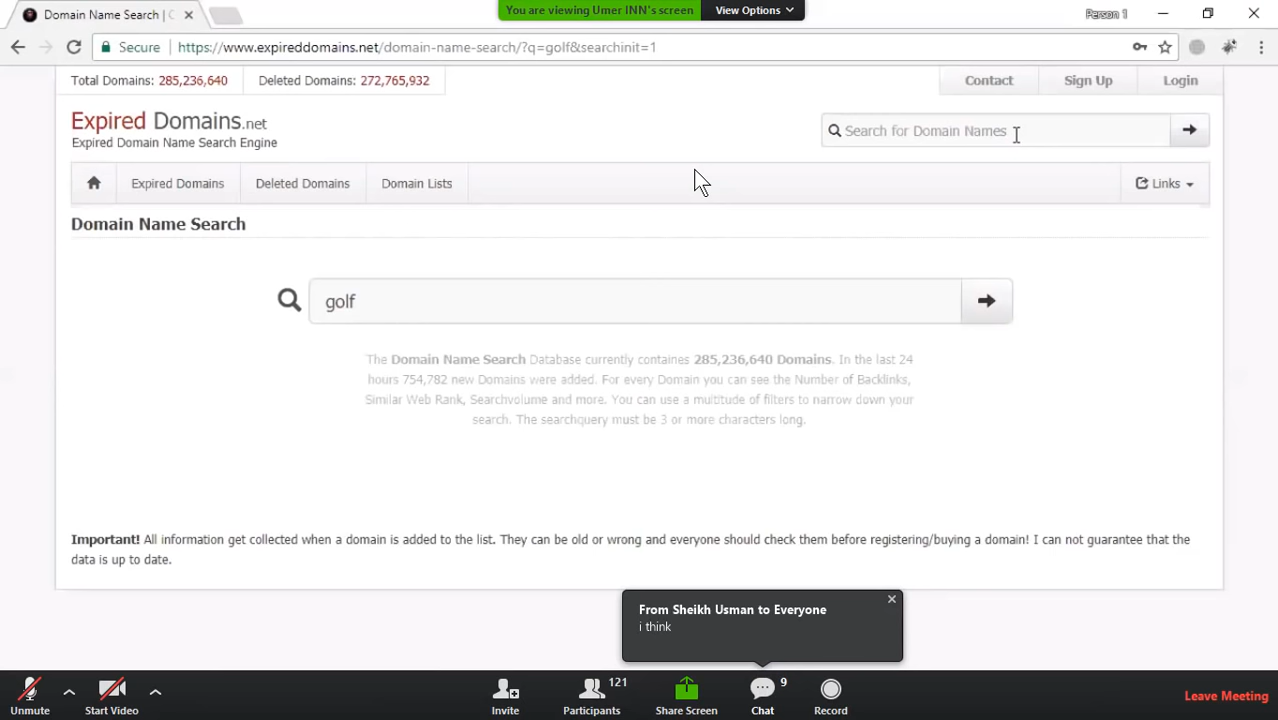 Domain Name Search |
You are viewing Umer INN's screen
View Options
Person 1
Secure
https://www.expireddomains.net/domain-name-search/?q=golf&searchinit=1
Total Domains: 285,236,640
Deleted Domains: 272,765,932
Contact
Sign Up
Login
Expired Domains.net
Expired Domain Name Search Engine
Search for Domain Names
Expired Domains
Deleted Domains
Domain Lists
Links
Domain Name Search
golf
The Domain Name Search Database currently containes 285,236,640 Domains. In the last 24
hours 754,782 new Domains were added. For every Domain you can see the Number of Backlinks,
Similar Web Rank, Searchvolume and more. You can use a multitude of filters to narrow down your
search. The searchquery must be 3 or more characters long.
Important! All information get collected when a domain is added to the list. They can be old or wrong and everyone should check them before registering/buying a domain! I can not guarantee that the
data is up to date.
From Sheikh Usman to Everyone
i think
Unmute
Start Video
Invite
121
Participants
Share Screen
9
Chat
Record
Leave Meeting